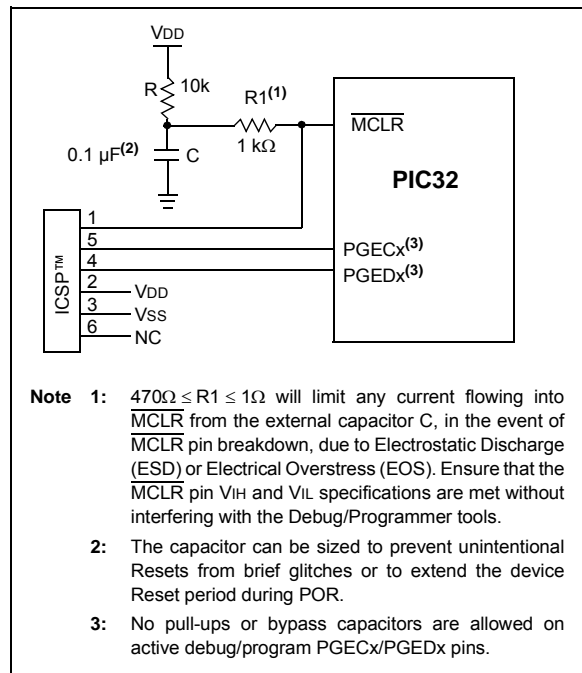 VDD
R 10k
R1(1)
1 kΩ
0.1 µF(2) C
MCLR
PIC32
PGECx(3)
PGEDx(3)
ICSP™
1
5
4
2 VDD
3 VSS
6 NC
Note 1: 470Ω ≤ R1 ≤ 1Ω will limit any current flowing into
MCLR from the external capacitor C, in the event of
MCLR pin breakdown, due to Electrostatic Discharge
(ESD) or Electrical Overstress (EOS). Ensure that the
MCLR pin VIH and VIL specifications are met without
interfering with the Debug/Programmer tools.
2: The capacitor can be sized to prevent unintentional
Resets from brief glitches or to extend the device
Reset period during POR.
3: No pull-ups or bypass capacitors are allowed on
active debug/program PGECx/PGEDx pins.